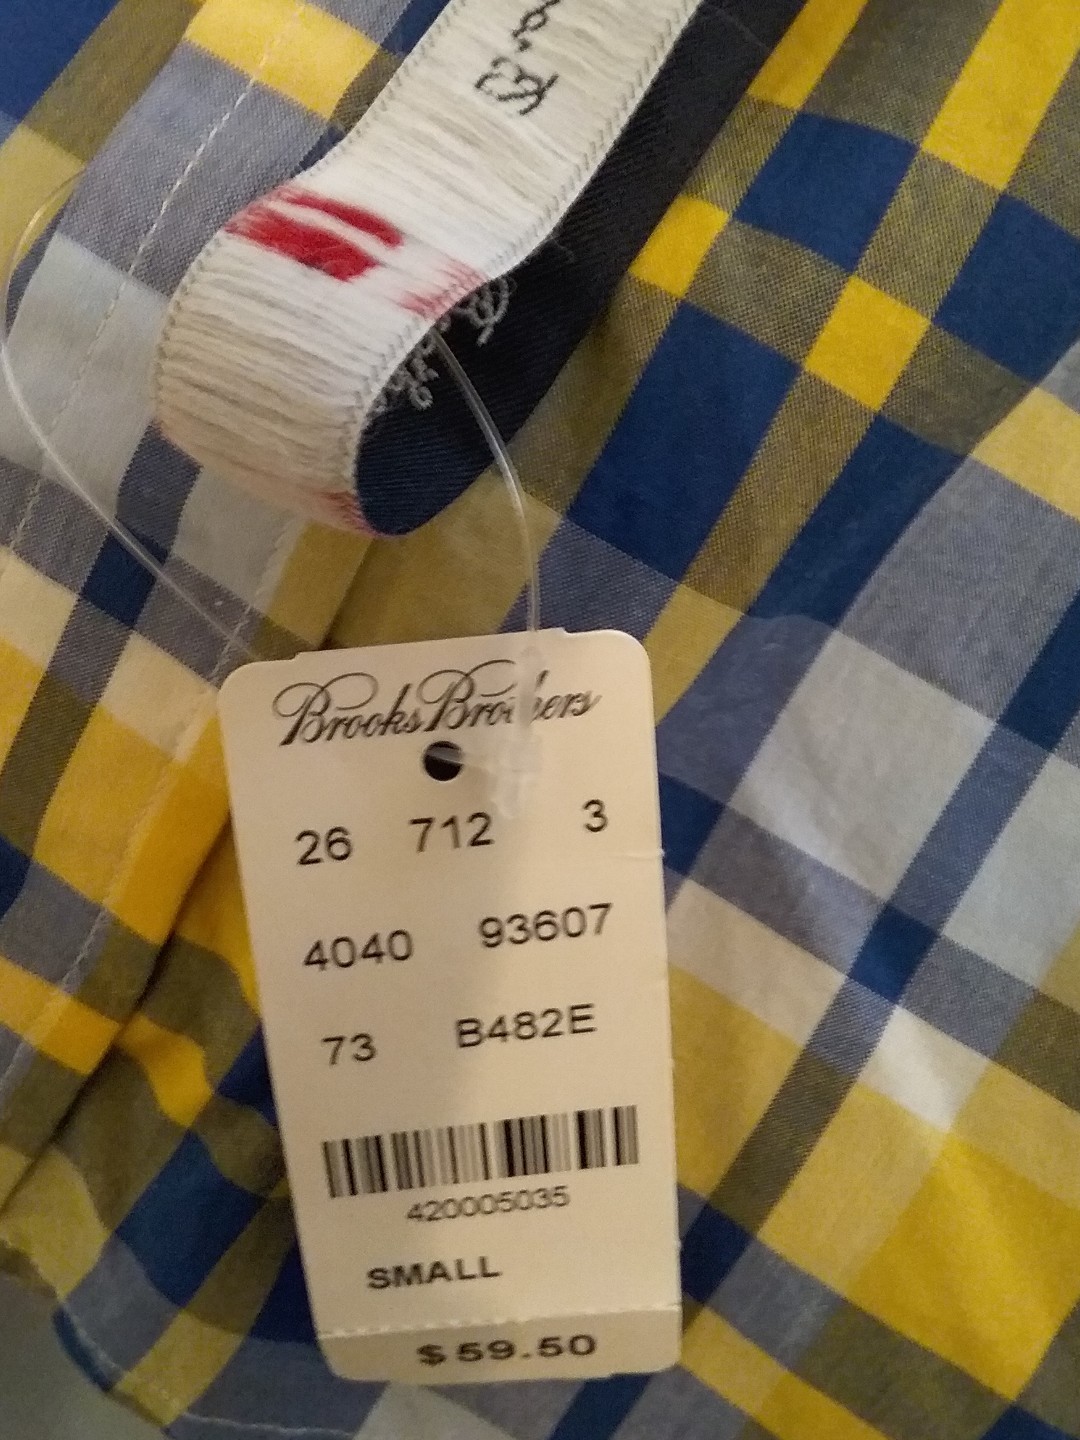 Brooks Brothers
26 712 3
4040 93607
73 B482E
420005035
SMALL
$59.50